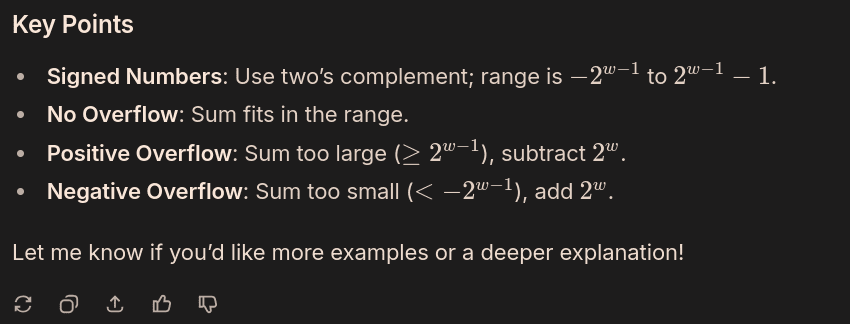 Key Points
• Signed Numbers: Use two’s complement; range is −2^{w−1} to 2^{w−1} − 1.
• No Overflow: Sum fits in the range.
• Positive Overflow: Sum too large (≥ 2^{w−1}), subtract 2^w.
• Negative Overflow: Sum too small (< −2^{w−1}), add 2^w.
Let me know if you’d like more examples or a deeper explanation!